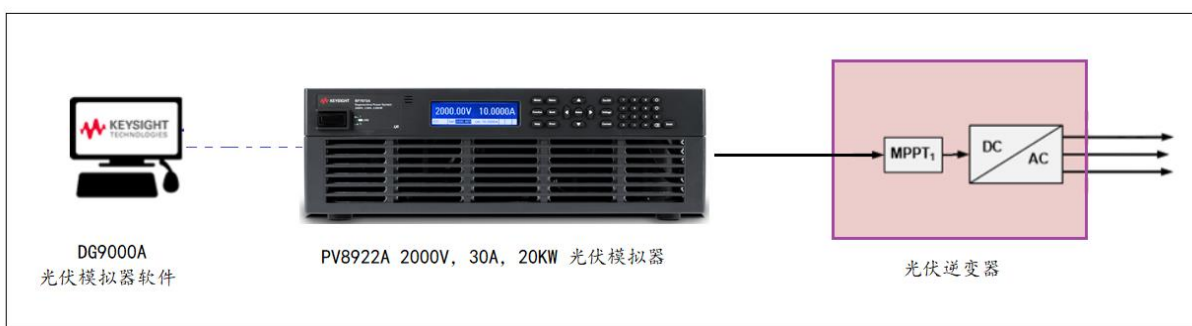 KEYSIGHT
TECHNOLOGIES
DG9000A
光伏模拟器软件
KEYSIGHT
2000.00V 10.0000A
PV8922A 2000V, 30A, 20KW 光伏模拟器
MPPT₁
DC
AC
光伏逆变器